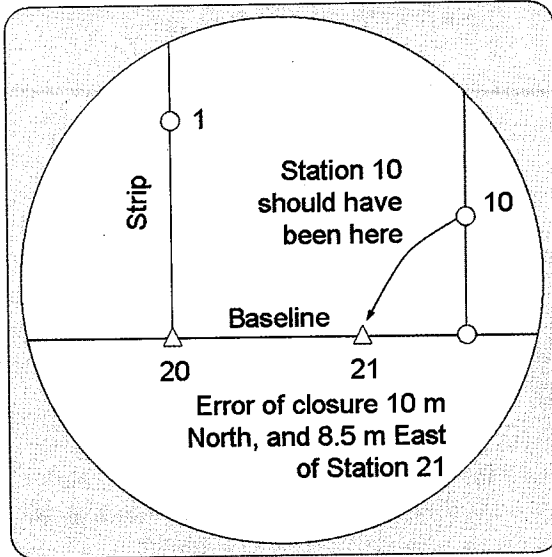 1
Strip
Station 10
should have
been here
10
Baseline
20
21
Error of closure 10 m
North, and 8.5 m East
of Station 21